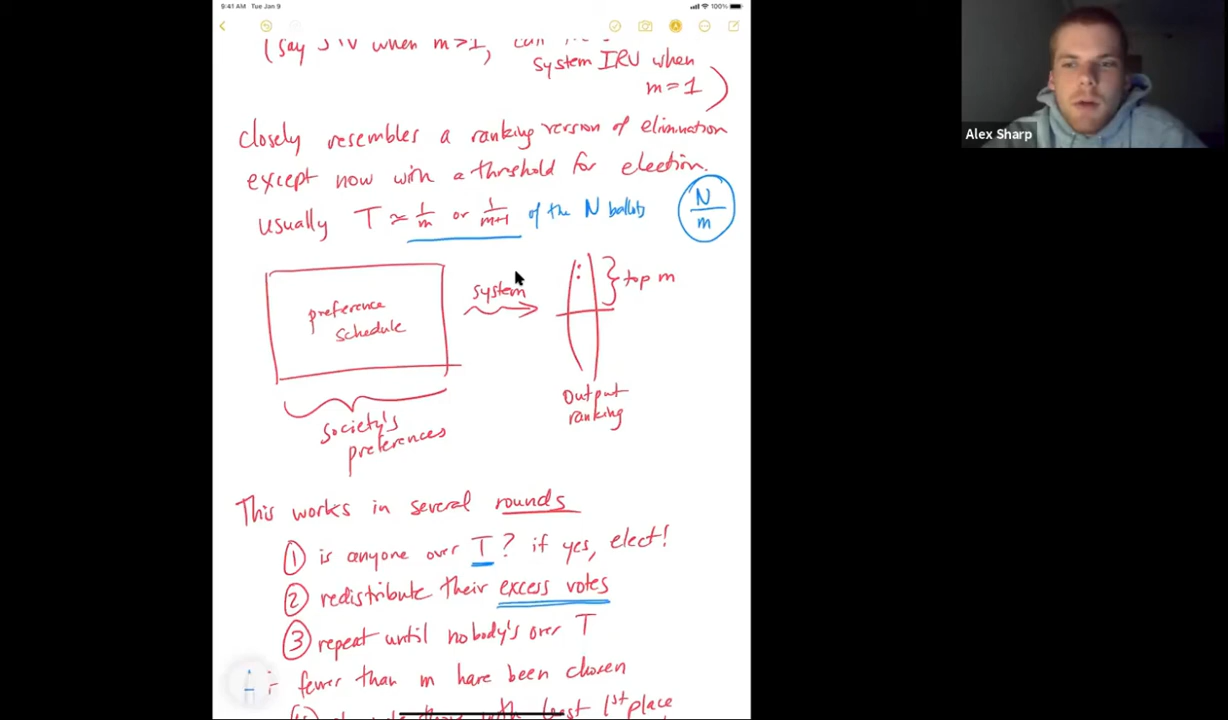 9:41 AM Tue Jan 9
100%
(say STV when m>1,
system IRV when
m=1)
Alex Sharp
closely resembles a ranking version of elimination
except now with a threshold for election.
usually T ≈ 1/m or 1/m+1 of the N ballots
N/m
system
} top m
preference
schedule
output
ranking
society's
preferences
This works in several rounds
① is anyone over T? if yes, elect!
② redistribute their excess votes
③ repeat until nobody's over T
fewer than m have been chosen
least 1st place